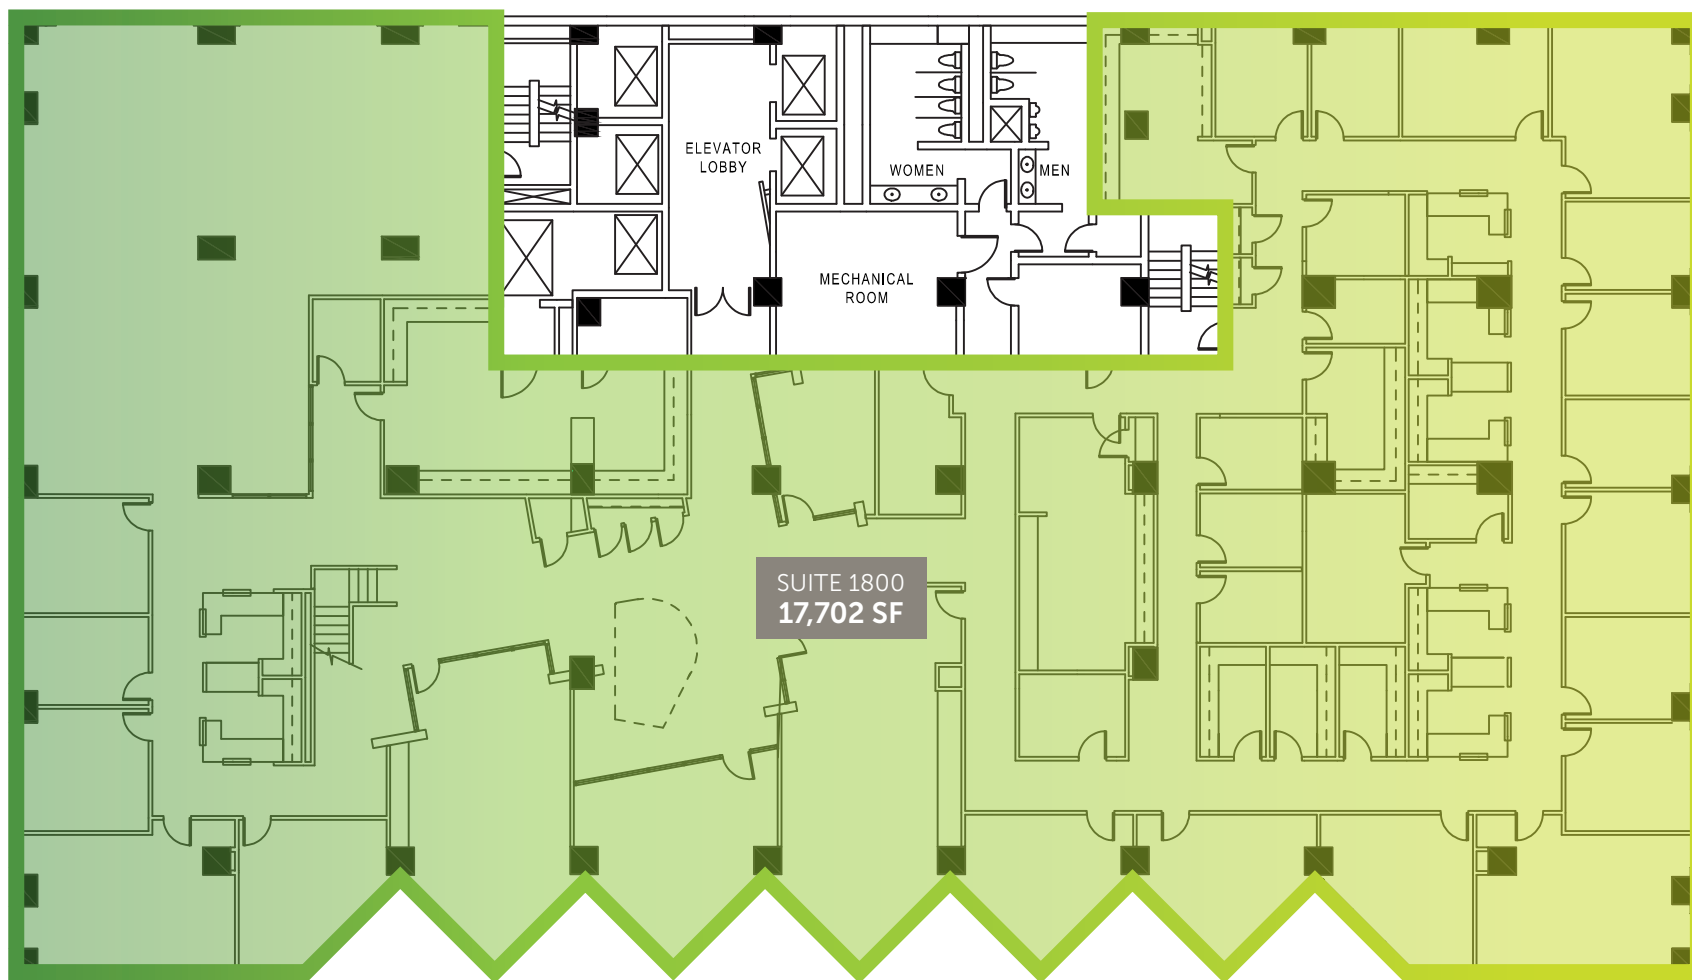 ELEVATOR
LOBBY
WOMEN
MEN
MECHANICAL
ROOM
SUITE 1800
17,702 SF